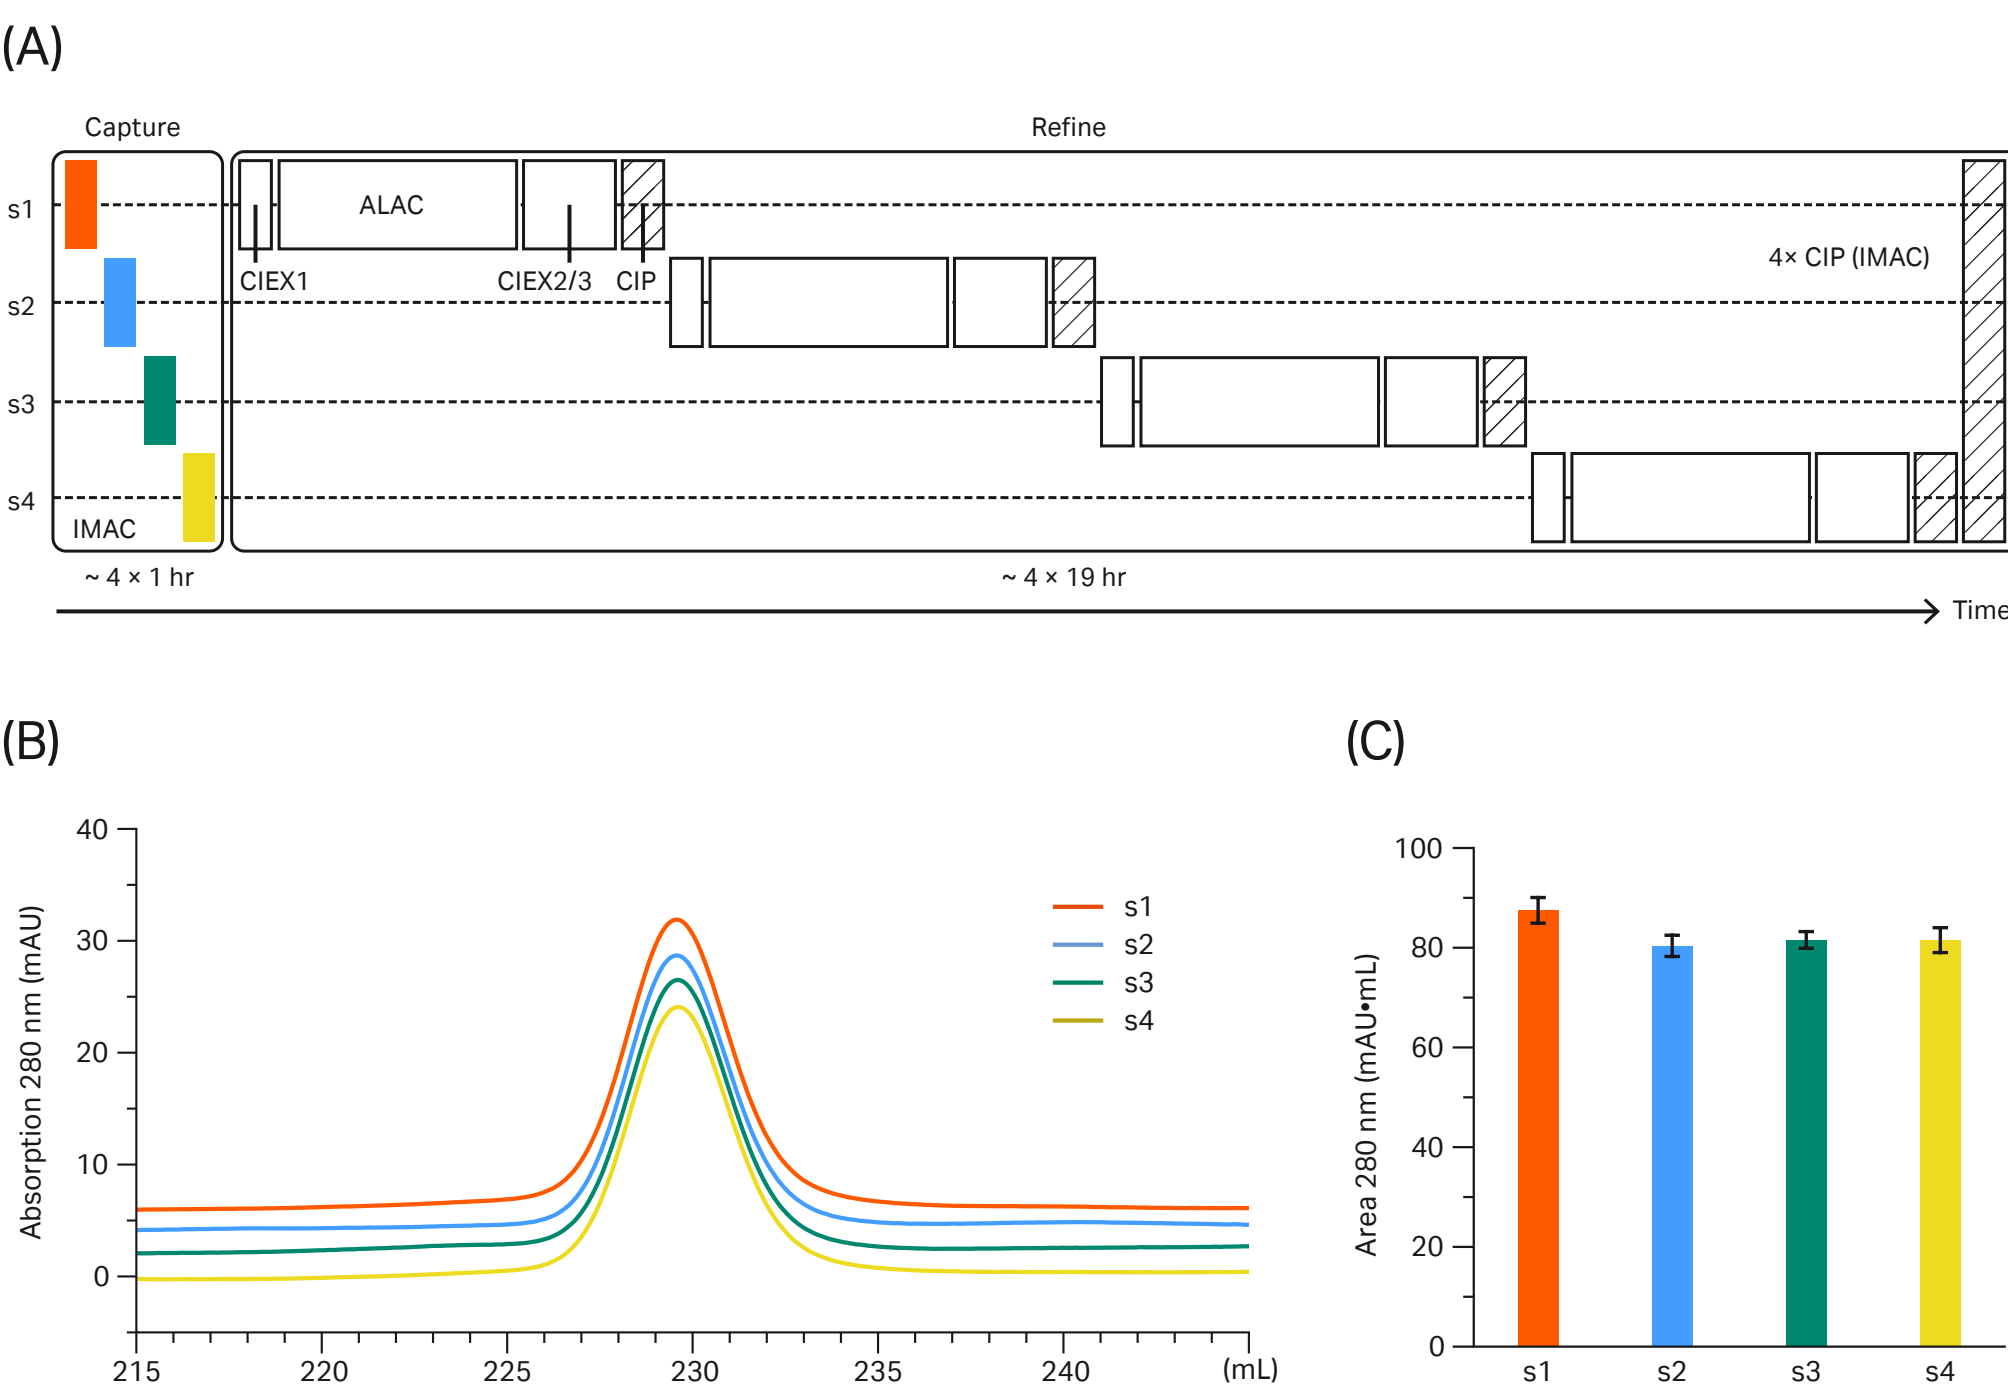 (A)
Capture
Refine
s1
ALAC
CIEX1
CIEX2/3
CIP
4× CIP (IMAC)
s2
s3
s4
IMAC
~ 4 × 1 hr
~ 4 × 19 hr
Time
(B)
Absorption 280 nm (mAU)
40
30
20
10
0
215
220
225
230
235
240
(mL)
s1
s2
s3
s4
(C)
Area 280 nm (mAU•mL)
100
80
60
40
20
0
s1
s2
s3
s4